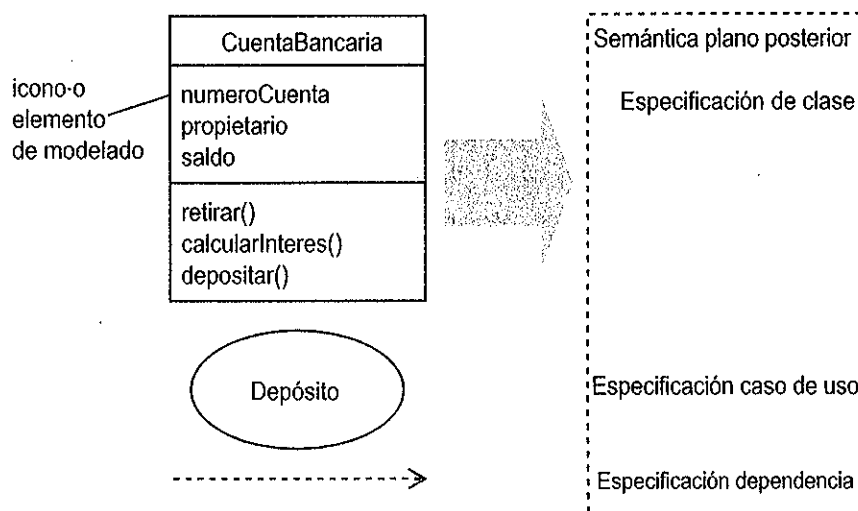 CuentaBancaria
icono-o
elemento
de modelado
numeroCuenta
propietario
saldo
retirar()
calcularInteres()
depositar()
Depósito
Semántica plano posterior
Especificación de clase
Especificación caso de uso
Especificación dependencia